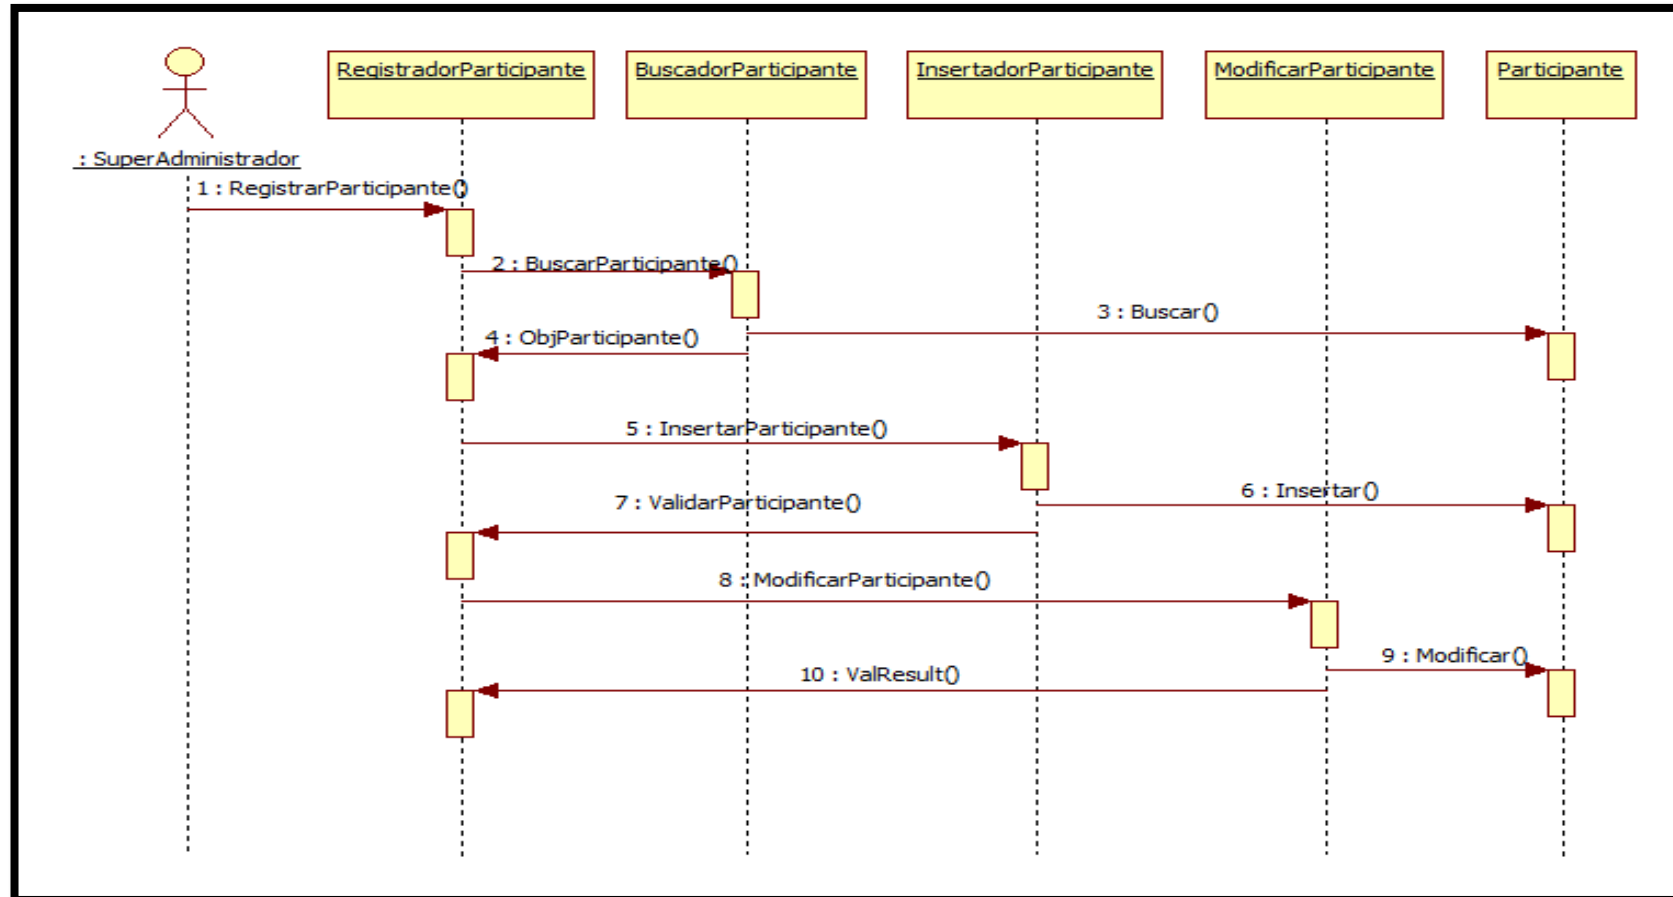 RegistradorParticipante
BuscadorParticipante
InsertadorParticipante
ModificarParticipante
Participante
: SuperAdministrador
1 : RegistrarParticipante()
2 : BuscarParticipante()
3 : Buscar()
4 : ObjParticipante()
5 : InsertarParticipante()
6 : Insertar()
7 : ValidarParticipante()
8 : ModificarParticipante()
9 : Modificar()
10 : ValResult()